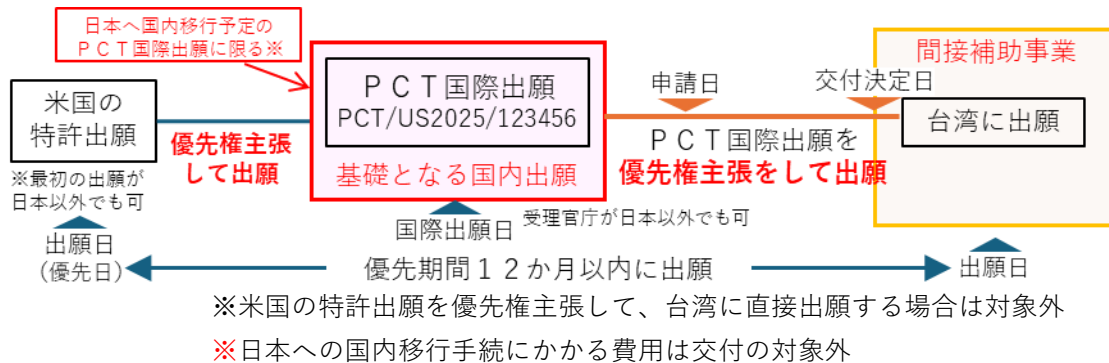 日本へ国内移行予定の
ＰＣＴ国際出願に限る※
米国の
特許出願
※最初の出願が
日本以外でも可
出願日
(優先日)
優先権主張
して出願
ＰＣＴ国際出願
PCT/US2025/123456
基礎となる国内出願
国際出願日
受理官庁が日本以外でも可
申請日
交付決定日
ＰＣＴ国際出願を
優先権主張をして出願
間接補助事業
台湾に出願
出願日
優先期間１２か月以内に出願
※米国の特許出願を優先権主張して、台湾に直接出願する場合は対象外
※日本への国内移行手続にかかる費用は交付の対象外